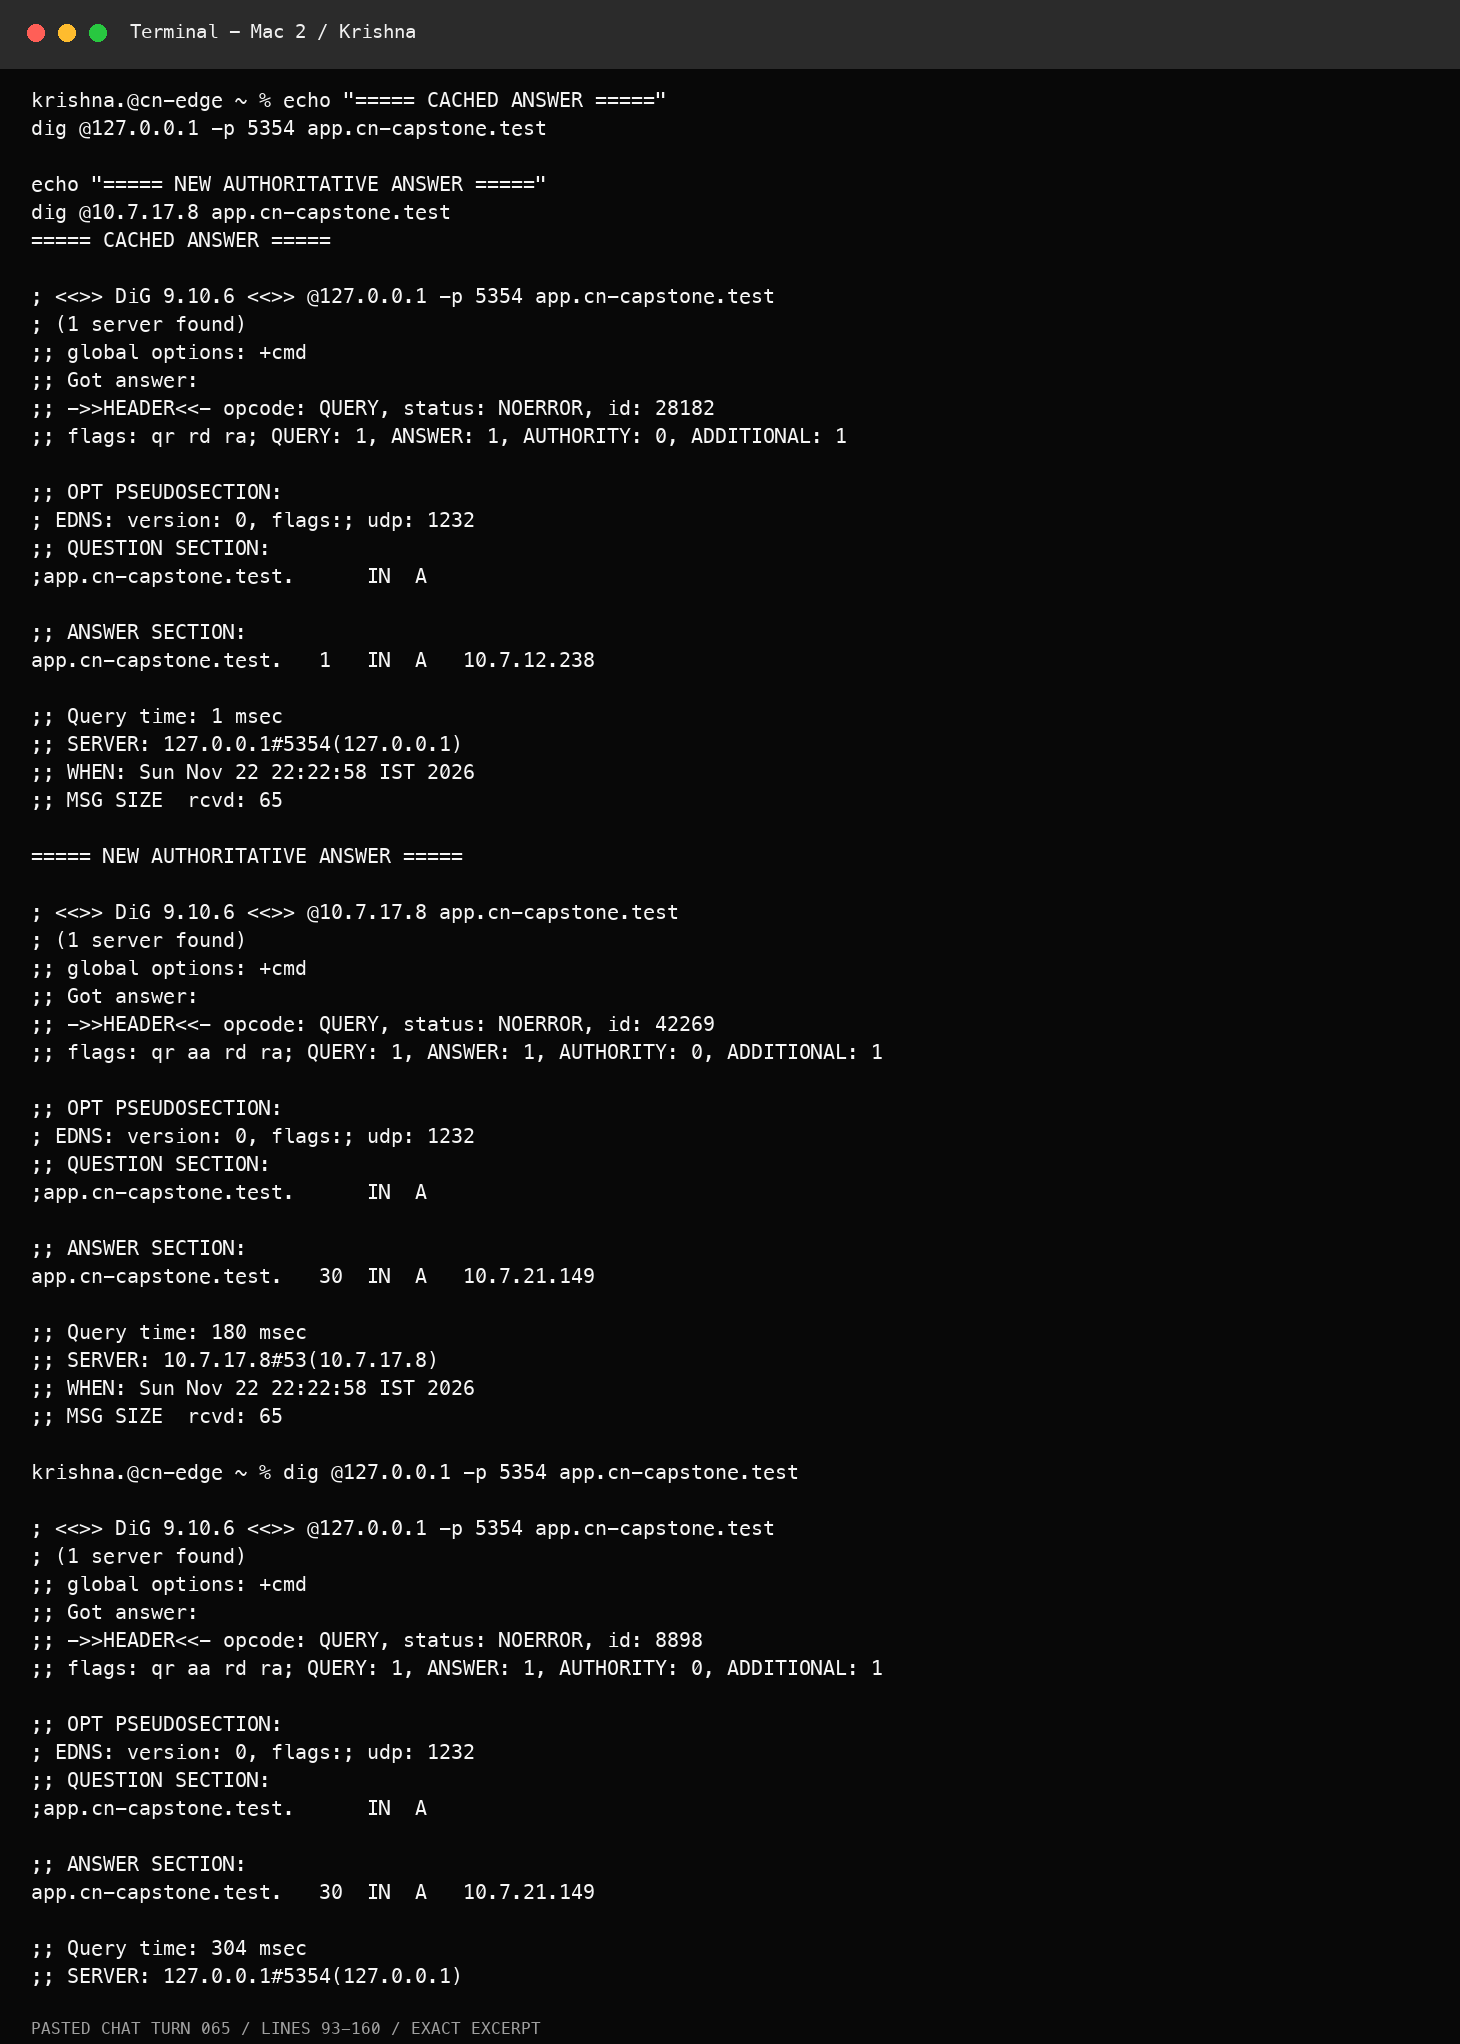 Terminal — Mac 2 / Krishna
krishna.@cn-edge ~ % echo "===== CACHED ANSWER ====="
dig @127.0.0.1 -p 5354 app.cn-capstone.test
echo "===== NEW AUTHORITATIVE ANSWER ====="
dig @10.7.17.8 app.cn-capstone.test
===== CACHED ANSWER =====
; <<>> DiG 9.10.6 <<>> @127.0.0.1 -p 5354 app.cn-capstone.test
; (1 server found)
;; global options: +cmd
;; Got answer:
;; ->>HEADER<<- opcode: QUERY, status: NOERROR, id: 28182
;; flags: qr rd ra; QUERY: 1, ANSWER: 1, AUTHORITY: 0, ADDITIONAL: 1
;; OPT PSEUDOSECTION:
; EDNS: version: 0, flags:; udp: 1232
;; QUESTION SECTION:
;app.cn-capstone.test.      IN  A
;; ANSWER SECTION:
app.cn-capstone.test.   1   IN  A   10.7.12.238
;; Query time: 1 msec
;; SERVER: 127.0.0.1#5354(127.0.0.1)
;; WHEN: Sun Nov 22 22:22:58 IST 2026
;; MSG SIZE  rcvd: 65
===== NEW AUTHORITATIVE ANSWER =====
; <<>> DiG 9.10.6 <<>> @10.7.17.8 app.cn-capstone.test
; (1 server found)
;; global options: +cmd
;; Got answer:
;; ->>HEADER<<- opcode: QUERY, status: NOERROR, id: 42269
;; flags: qr aa rd ra; QUERY: 1, ANSWER: 1, AUTHORITY: 0, ADDITIONAL: 1
;; OPT PSEUDOSECTION:
; EDNS: version: 0, flags:; udp: 1232
;; QUESTION SECTION:
;app.cn-capstone.test.      IN  A
;; ANSWER SECTION:
app.cn-capstone.test.   30  IN  A   10.7.21.149
;; Query time: 180 msec
;; SERVER: 10.7.17.8#53(10.7.17.8)
;; WHEN: Sun Nov 22 22:22:58 IST 2026
;; MSG SIZE  rcvd: 65
krishna.@cn-edge ~ % dig @127.0.0.1 -p 5354 app.cn-capstone.test
; <<>> DiG 9.10.6 <<>> @127.0.0.1 -p 5354 app.cn-capstone.test
; (1 server found)
;; global options: +cmd
;; Got answer:
;; ->>HEADER<<- opcode: QUERY, status: NOERROR, id: 8898
;; flags: qr aa rd ra; QUERY: 1, ANSWER: 1, AUTHORITY: 0, ADDITIONAL: 1
;; OPT PSEUDOSECTION:
; EDNS: version: 0, flags:; udp: 1232
;; QUESTION SECTION:
;app.cn-capstone.test.      IN  A
;; ANSWER SECTION:
app.cn-capstone.test.   30  IN  A   10.7.21.149
;; Query time: 304 msec
;; SERVER: 127.0.0.1#5354(127.0.0.1)
PASTED CHAT TURN 065 / LINES 93–160 / EXACT EXCERPT